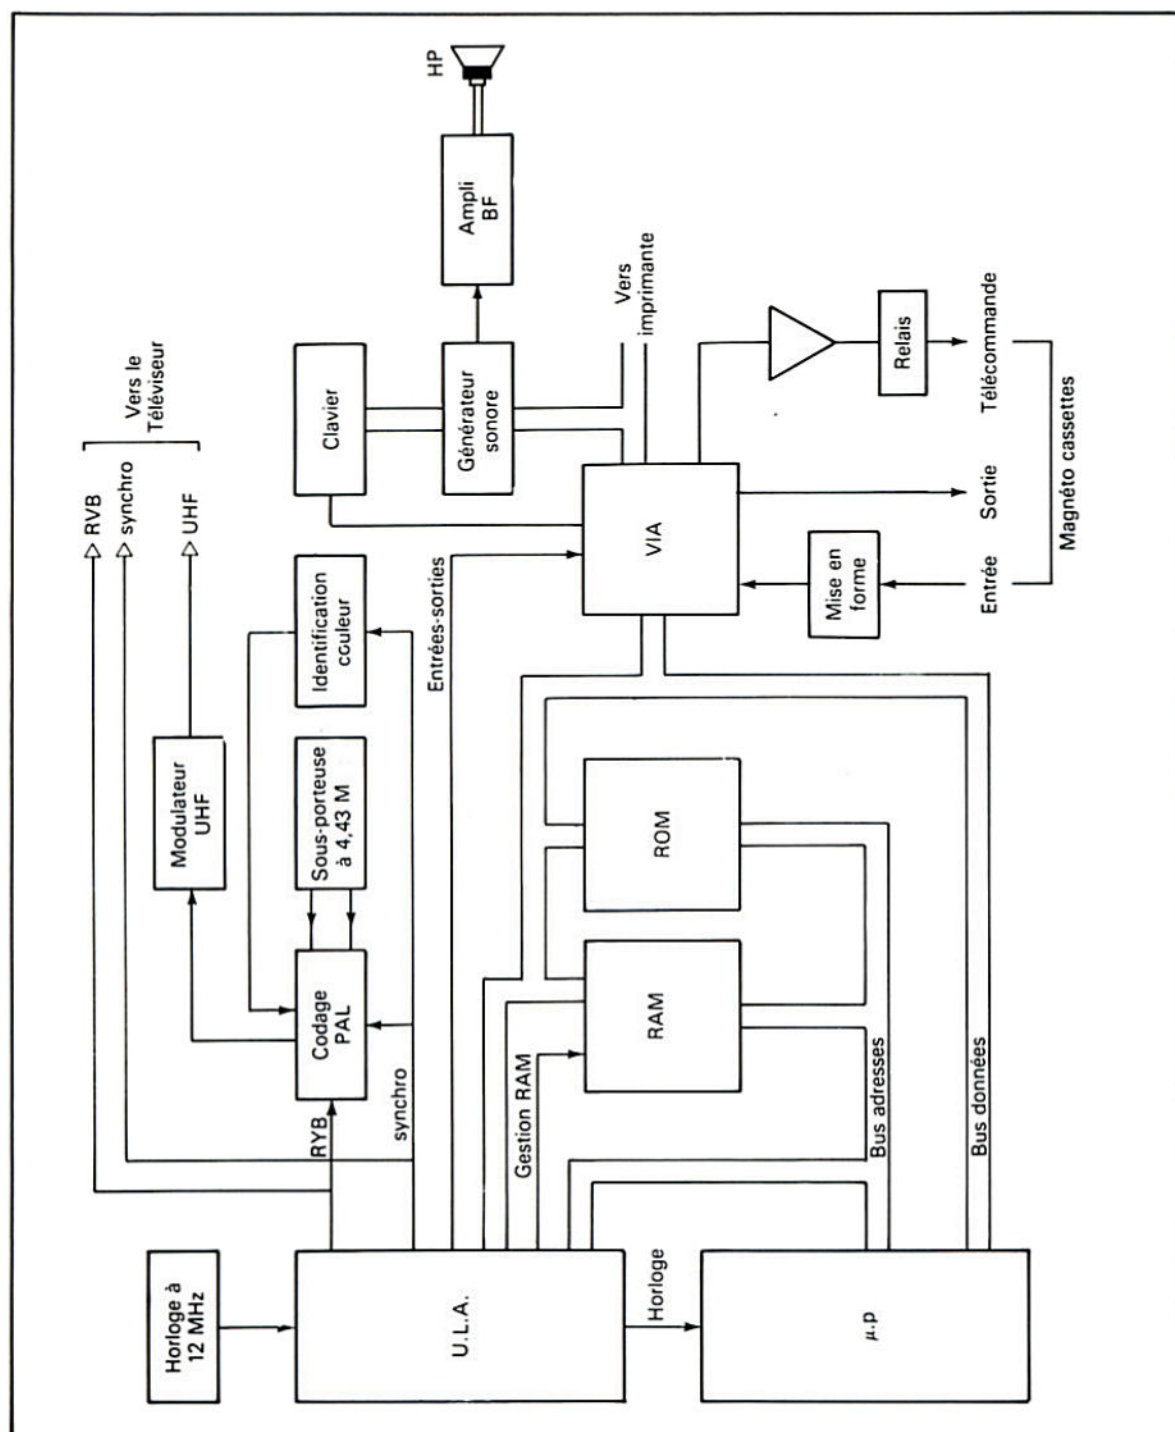 HP
Ampli
BF
Vers le
Téléviseur
RVB
synchro
UHF
Clavier
Générateur
sonore
Vers
imprimante
Relais
Télécommande
Modulateur
UHF
Identification
couleur
Sous-porteuse
à 4,43 M
Codage
PAL
RYB
synchro
Entrées-sorties
VIA
Mise en
forme
Sortie
Entrée
Magnéto cassettes
ROM
RAM
Gestion RAM
Bus adresses
Bus données
Horloge à
12 MHz
U.L.A.
Horloge
μ.p